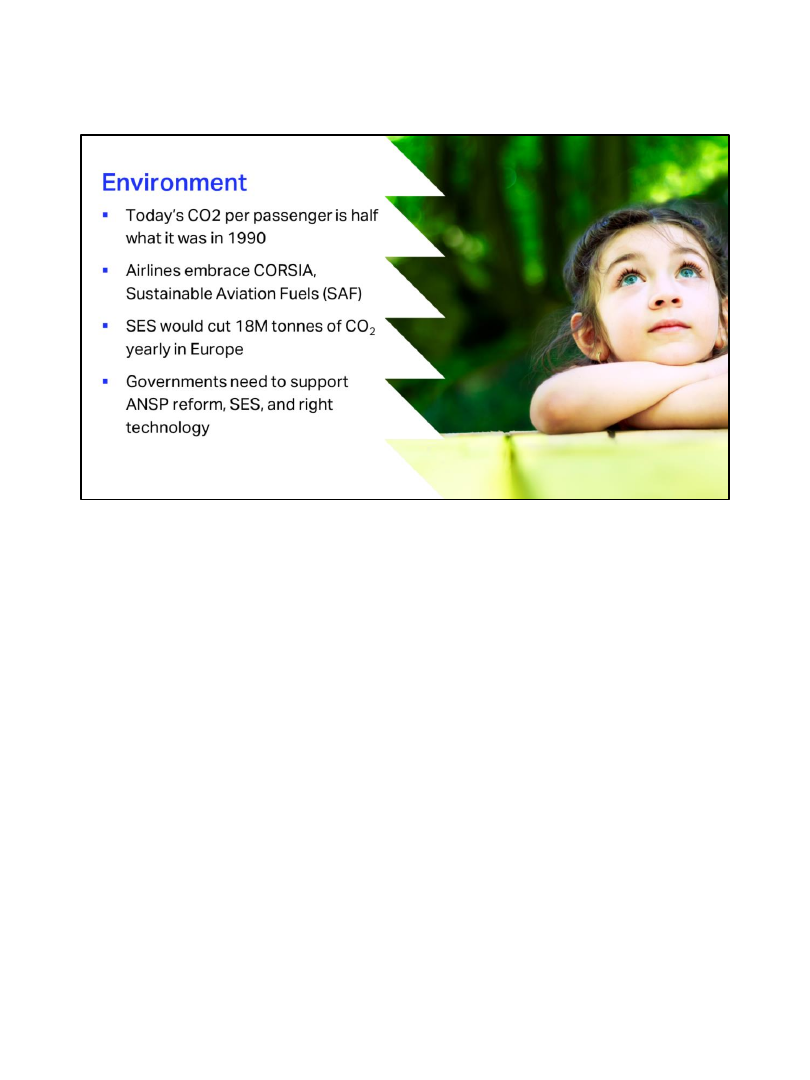 Environment
▪ Today's CO2 per passenger is half
what it was in 1990
▪ Airlines embrace CORSIA,
Sustainable Aviation Fuels (SAF)
▪ SES would cut 18M tonnes of CO₂
yearly in Europe
▪ Governments need to support
ANSP reform, SES, and right
technology